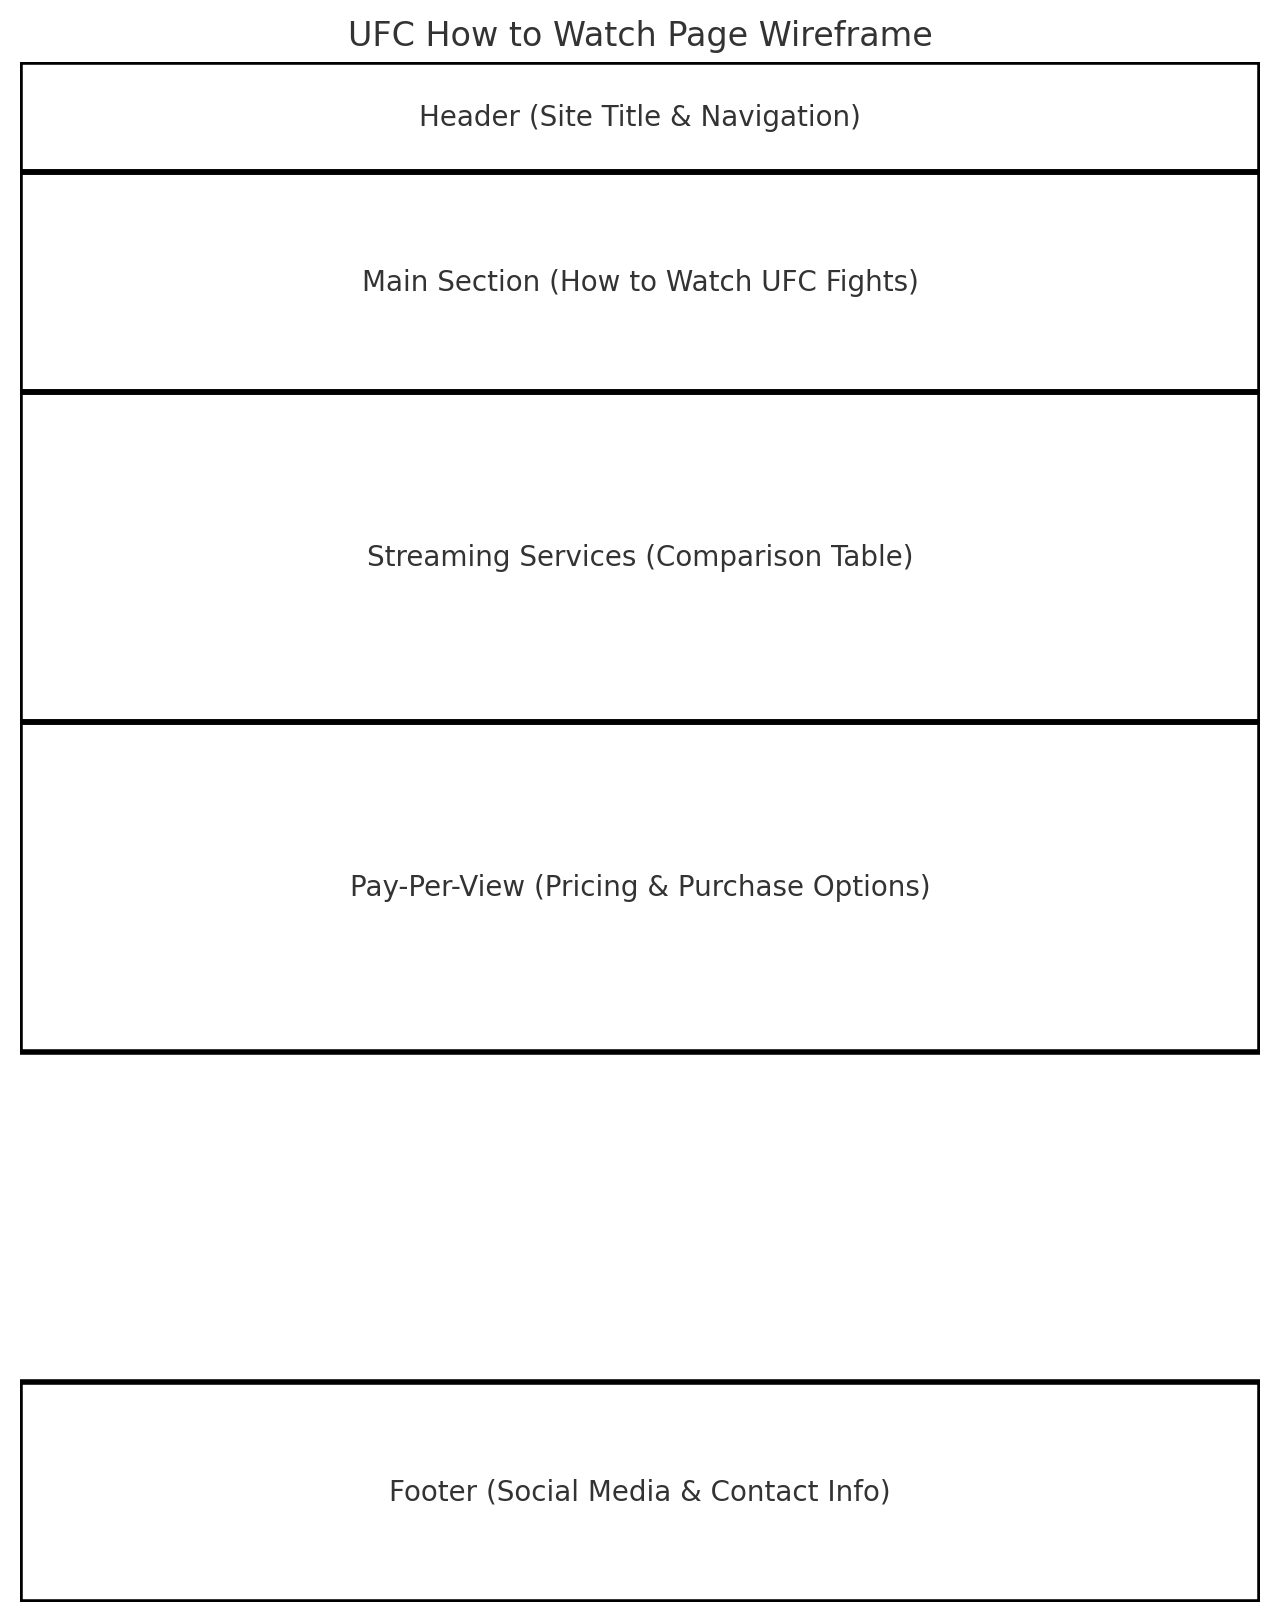 UFC How to Watch Page Wireframe
Header (Site Title & Navigation)
Main Section (How to Watch UFC Fights)
Streaming Services (Comparison Table)
Pay-Per-View (Pricing & Purchase Options)
Footer (Social Media & Contact Info)